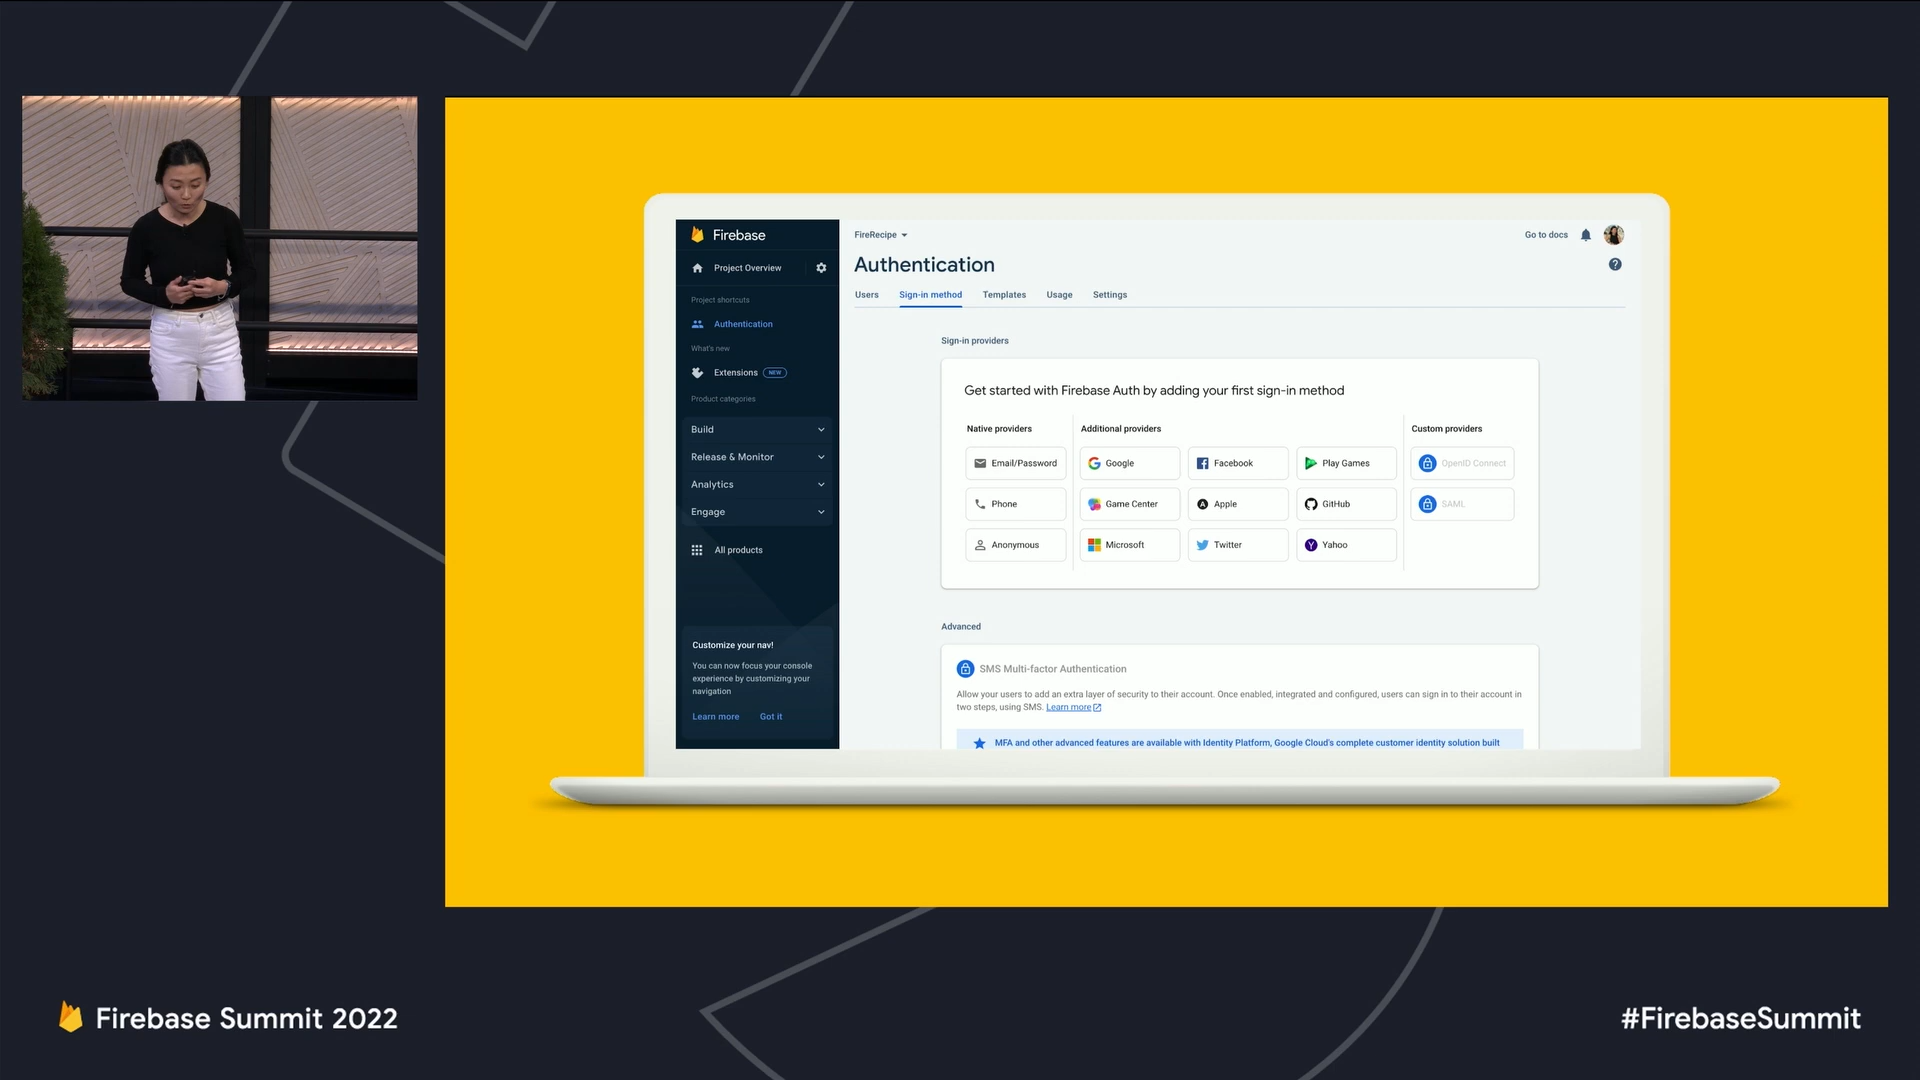 Firebase
Project Overview
Project shortcuts
Authentication
What's new
Extensions NEW
Product categories
Build
Release & Monitor
Analytics
Engage
All products
Customize your nav!
You can now focus your console
experience by customizing your
navigation
Learn more Got it
FireRecipe
Go to docs
Authentication
Users Sign-in method Templates Usage Settings
Sign-in providers
Get started with Firebase Auth by adding your first sign-in method
Native providers Additional providers Custom providers
Email/Password Google Facebook Play Games OpenID Connect
Phone Game Center Apple GitHub SAML
Anonymous Microsoft Twitter Yahoo
Advanced
SMS Multi-factor Authentication
Allow your users to add an extra layer of security to their account. Once enabled, integrated and configured, users can sign in to their account in
two steps, using SMS. Learn more
MFA and other advanced features are available with Identity Platform, Google Cloud's complete customer identity solution built
Firebase Summit 2022
#FirebaseSummit